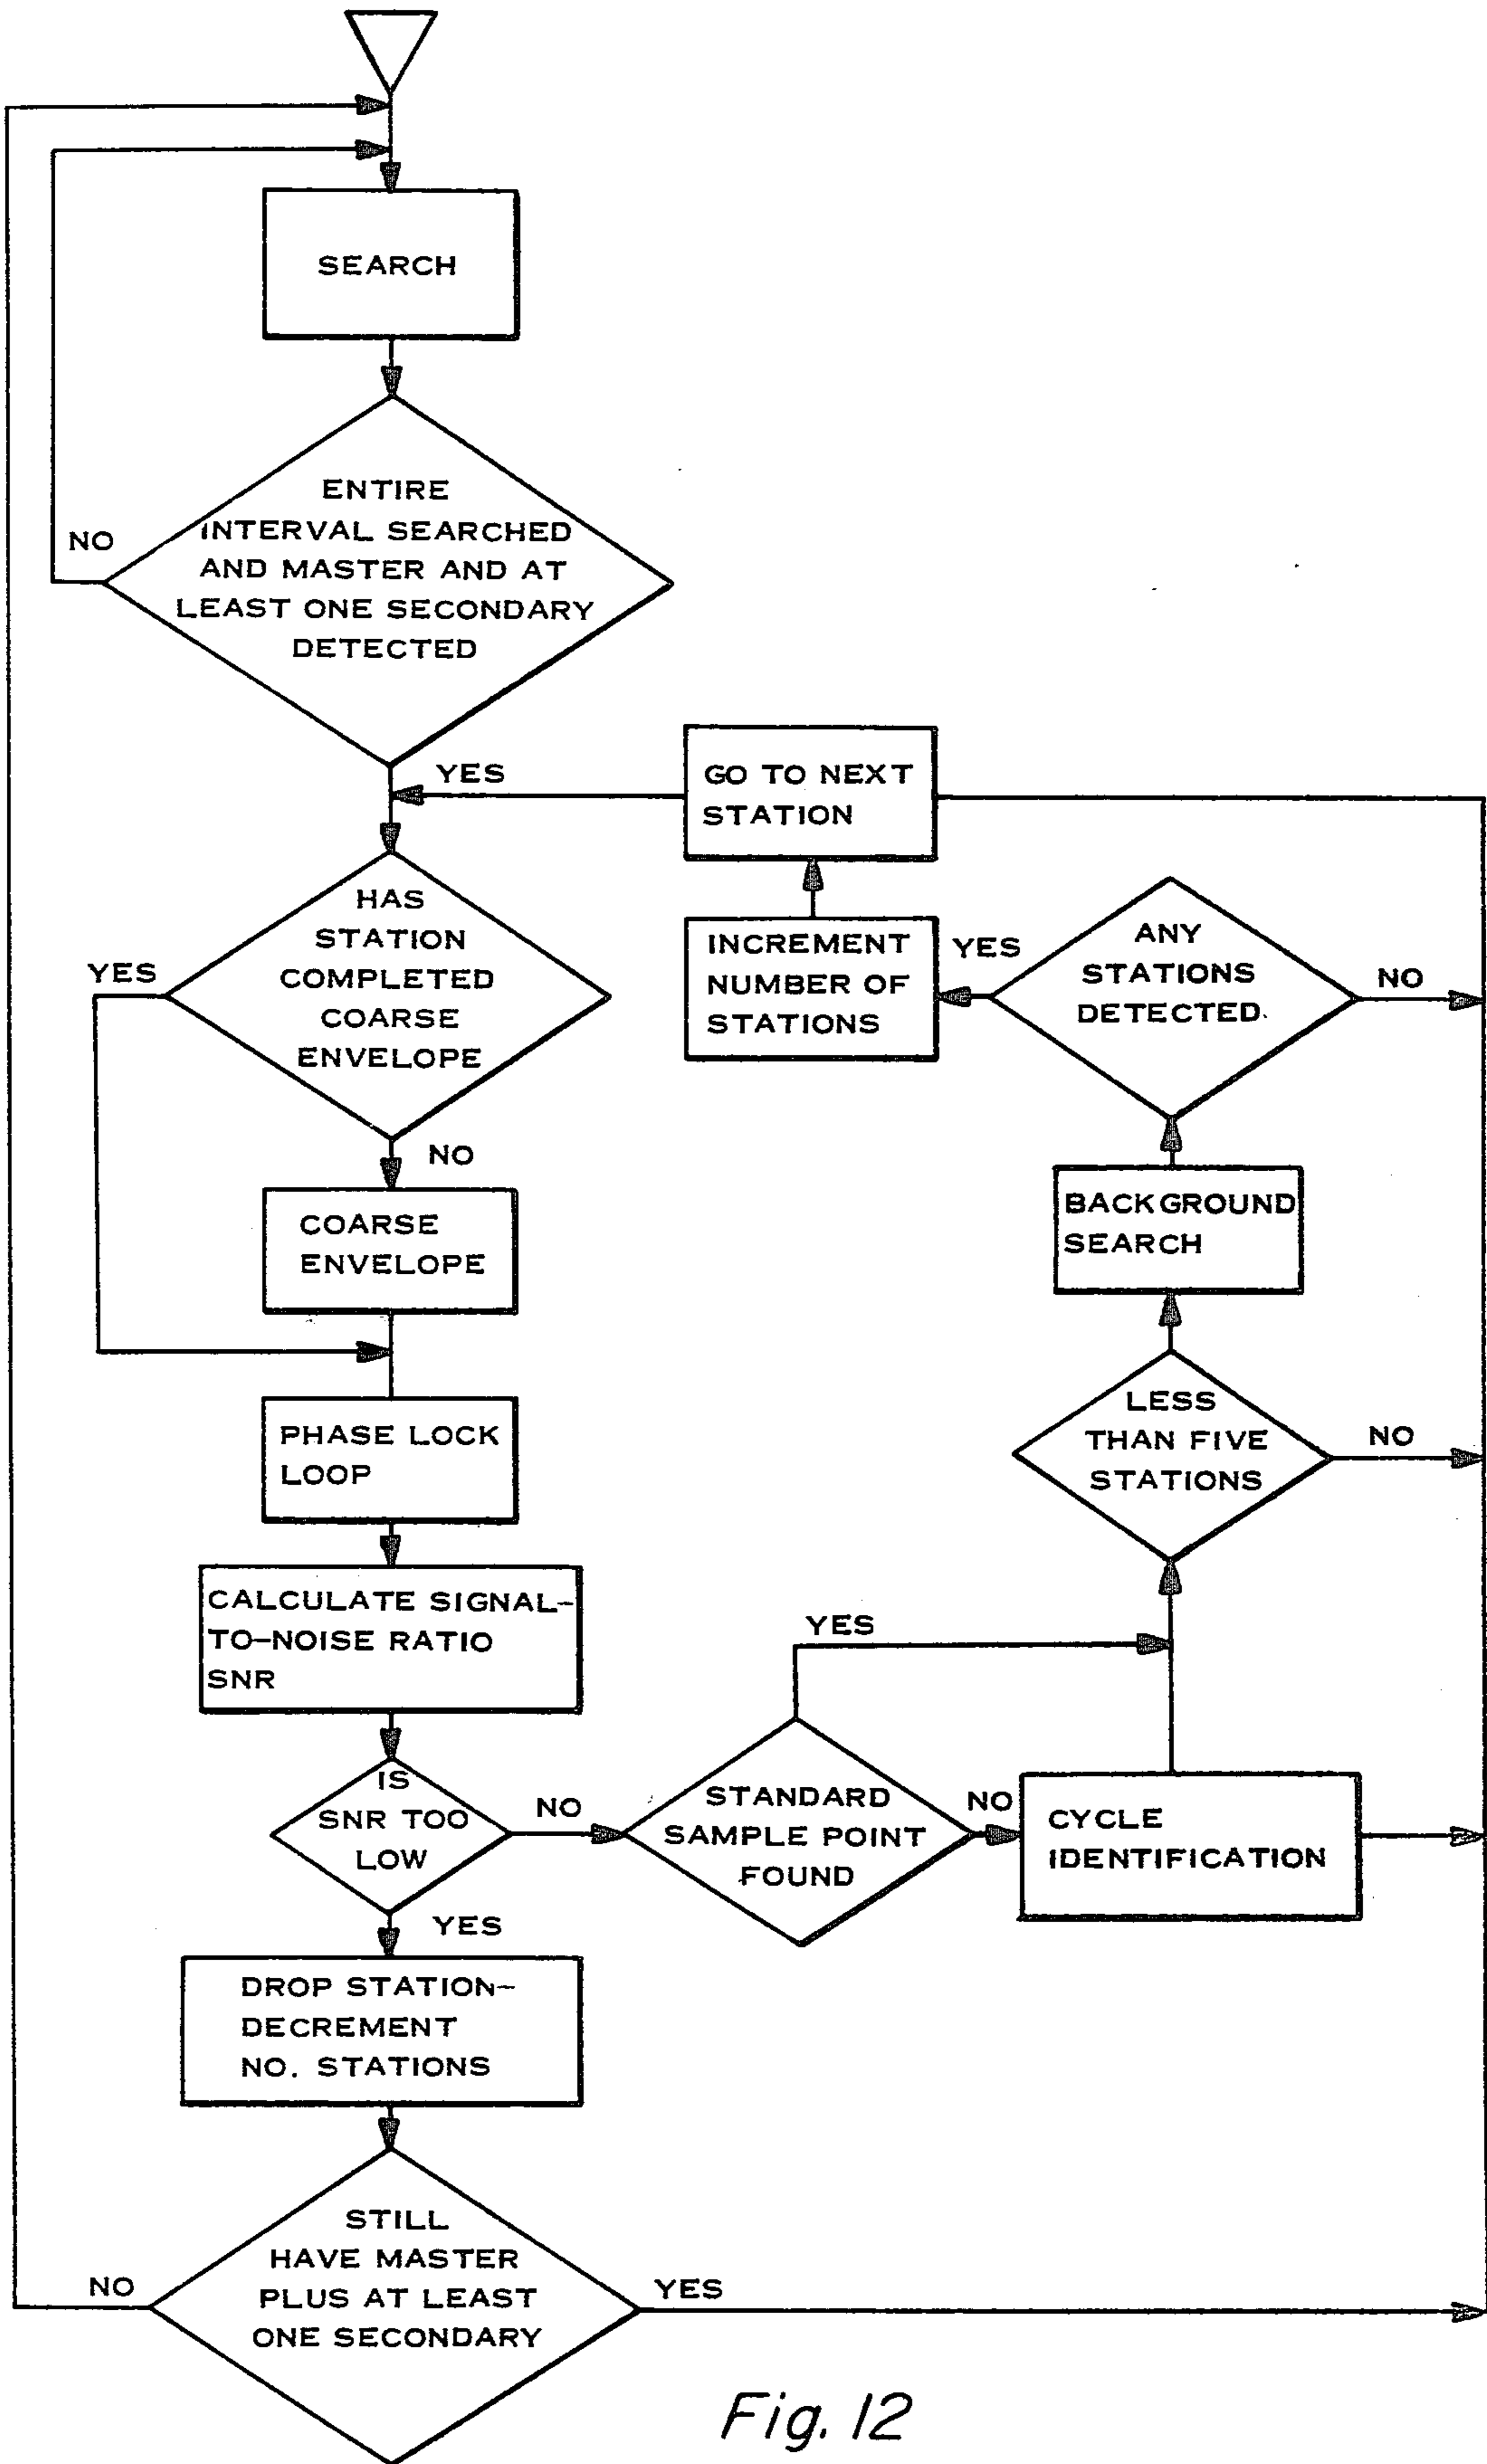 SEARCH
ENTIRE
INTERVAL SEARCHED
AND MASTER AND AT
LEAST ONE SECONDARY
DETECTED
NO
YES
GO TO NEXT
STATION
HAS
STATION
COMPLETED
COARSE
ENVELOPE
YES
NO
INCREMENT
NUMBER OF
STATIONS
YES
ANY
STATIONS
DETECTED.
NO
COARSE
ENVELOPE
BACKGROUND
SEARCH
PHASE LOCK
LOOP
LESS
THAN FIVE
STATIONS
NO
CALCULATE SIGNAL-
TO-NOISE RATIO
SNR
YES
IS
SNR TOO
LOW
NO
STANDARD
SAMPLE POINT
FOUND
NO
CYCLE
IDENTIFICATION
YES
DROP STATION-
DECREMENT
NO. STATIONS
STILL
HAVE MASTER
PLUS AT LEAST
ONE SECONDARY
NO
YES
Fig. 12